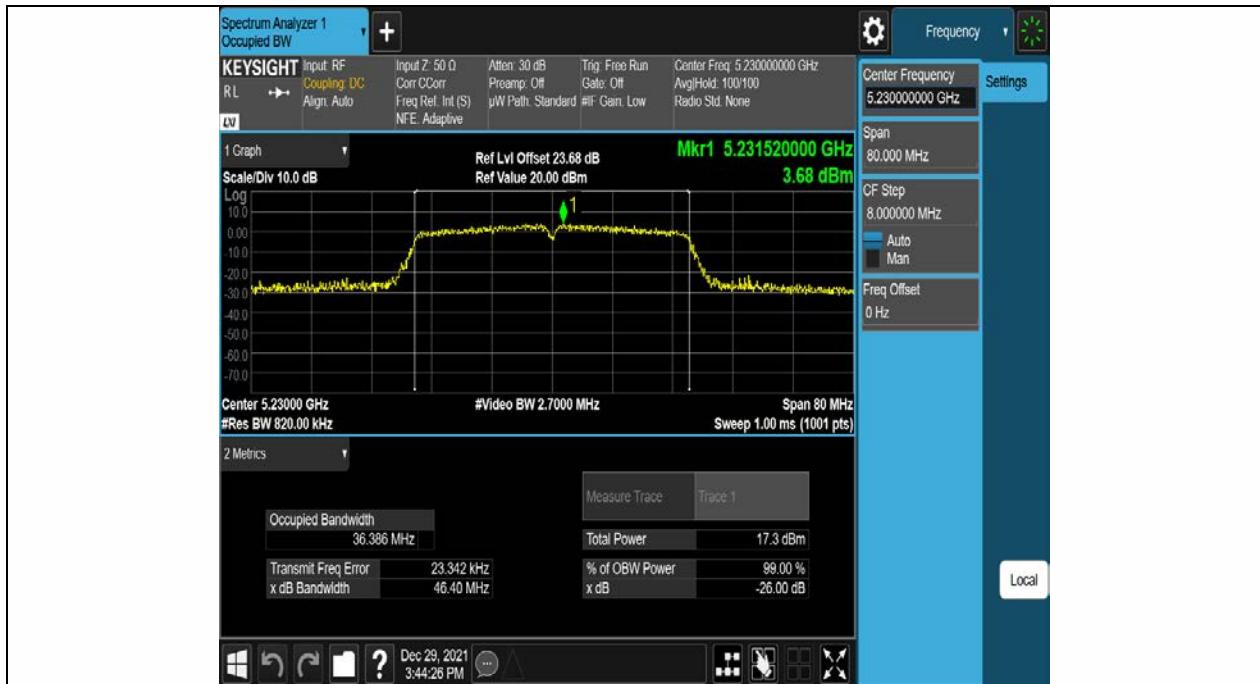 Spectrum Analyzer 1
Occupied BW
+
Frequency
KEYSIGHT
RL
LXI
Input: RF
Coupling: DC
Align: Auto
Input Z: 50 Ω
Corr CCorr
Freq Ref: Int (S)
NFE: Adaptive
Atten: 30 dB
Preamp: Off
µW Path: Standard
Trig: Free Run
Gate: Off
#IF Gain: Low
Center Freq: 5.230000000 GHz
Avg|Hold: 100/100
Radio Std: None
Center Frequency
5.230000000 GHz
Settings
Span
80.000 MHz
CF Step
8.000000 MHz
Auto
Man
Freq Offset
0 Hz
Local
1 Graph
Scale/Div 10.0 dB
Ref Lvl Offset 23.68 dB
Ref Value 20.00 dBm
Mkr1 5.231520000 GHz
3.68 dBm
Log
10.0
0.00
-10.0
-20.0
-30.0
-40.0
-50.0
-60.0
-70.0
1
Center 5.23000 GHz
#Res BW 820.00 kHz
#Video BW 2.7000 MHz
Span 80 MHz
Sweep 1.00 ms (1001 pts)
2 Metrics
Measure Trace Trace 1
Occupied Bandwidth
36.386 MHz
Total Power 17.3 dBm
Transmit Freq Error 23.342 kHz
% of OBW Power 99.00 %
x dB Bandwidth 46.40 MHz
x dB -26.00 dB
?
Dec 29, 2021
3:44:26 PM